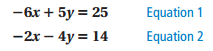 −6x + 5y = 25 Equation 1
−2x − 4y = 14 Equation 2